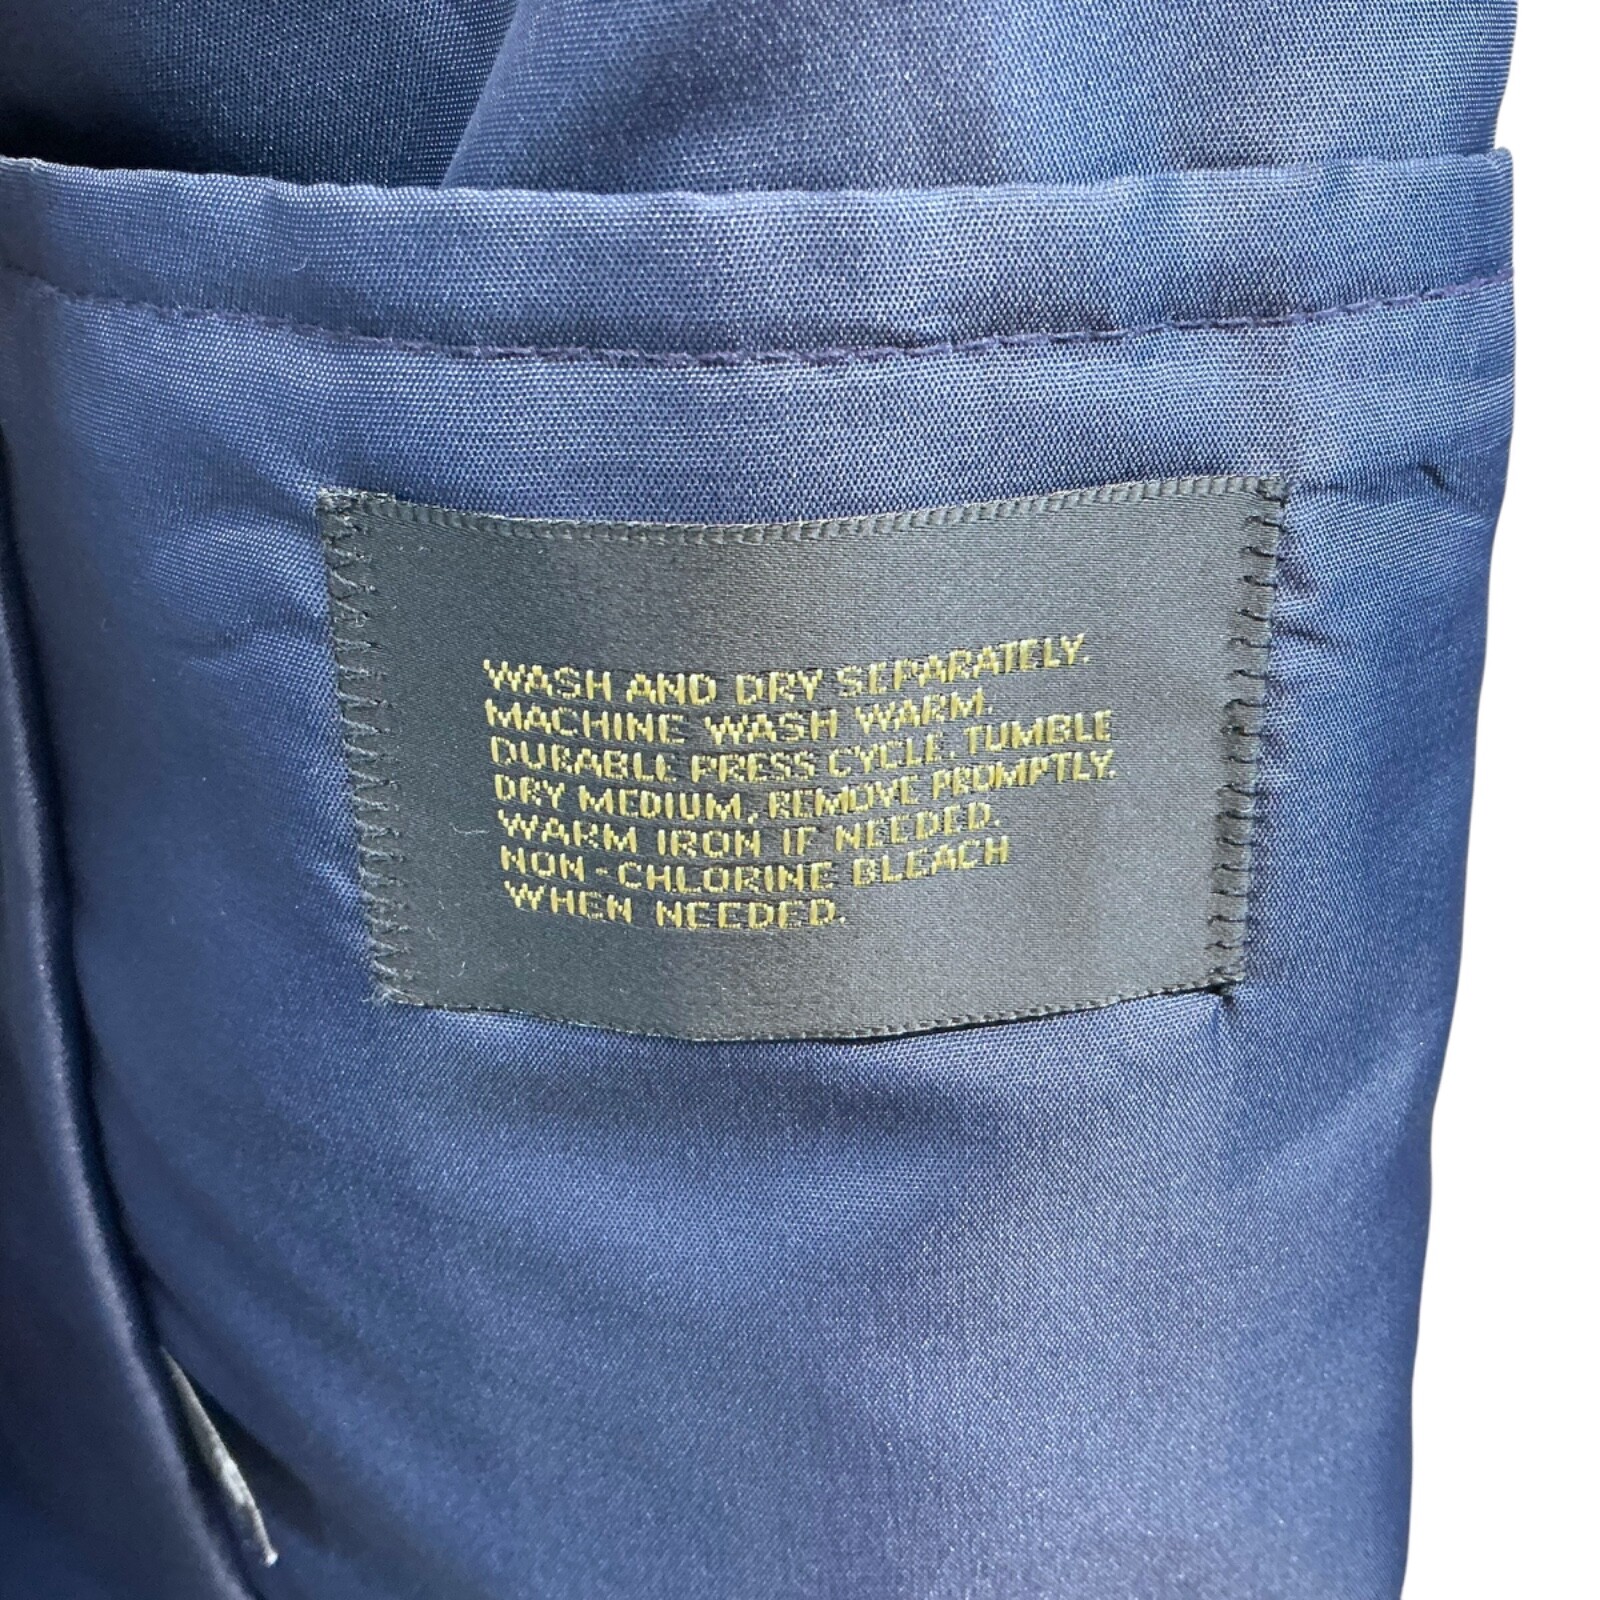 WASH AND DRY SEPARATELY.
MACHINE WASH WARM.
DURABLE PRESS CYCLE. TUMBLE
DRY MEDIUM, REMOVE PROMPTLY.
WARM IRON IF NEEDED.
NON-CHLORINE BLEACH
WHEN NEEDED.